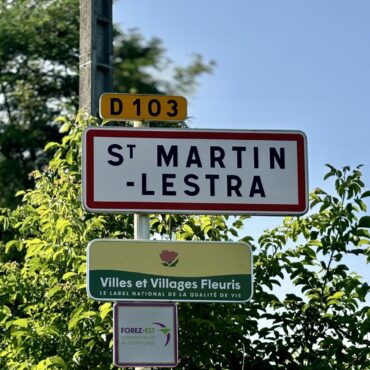 D 103
ST MARTIN
-LESTRA
Villes et Villages Fleuris
LE LABEL NATIONAL DE LA QUALITÉ DE VIE
FOREZ-EST